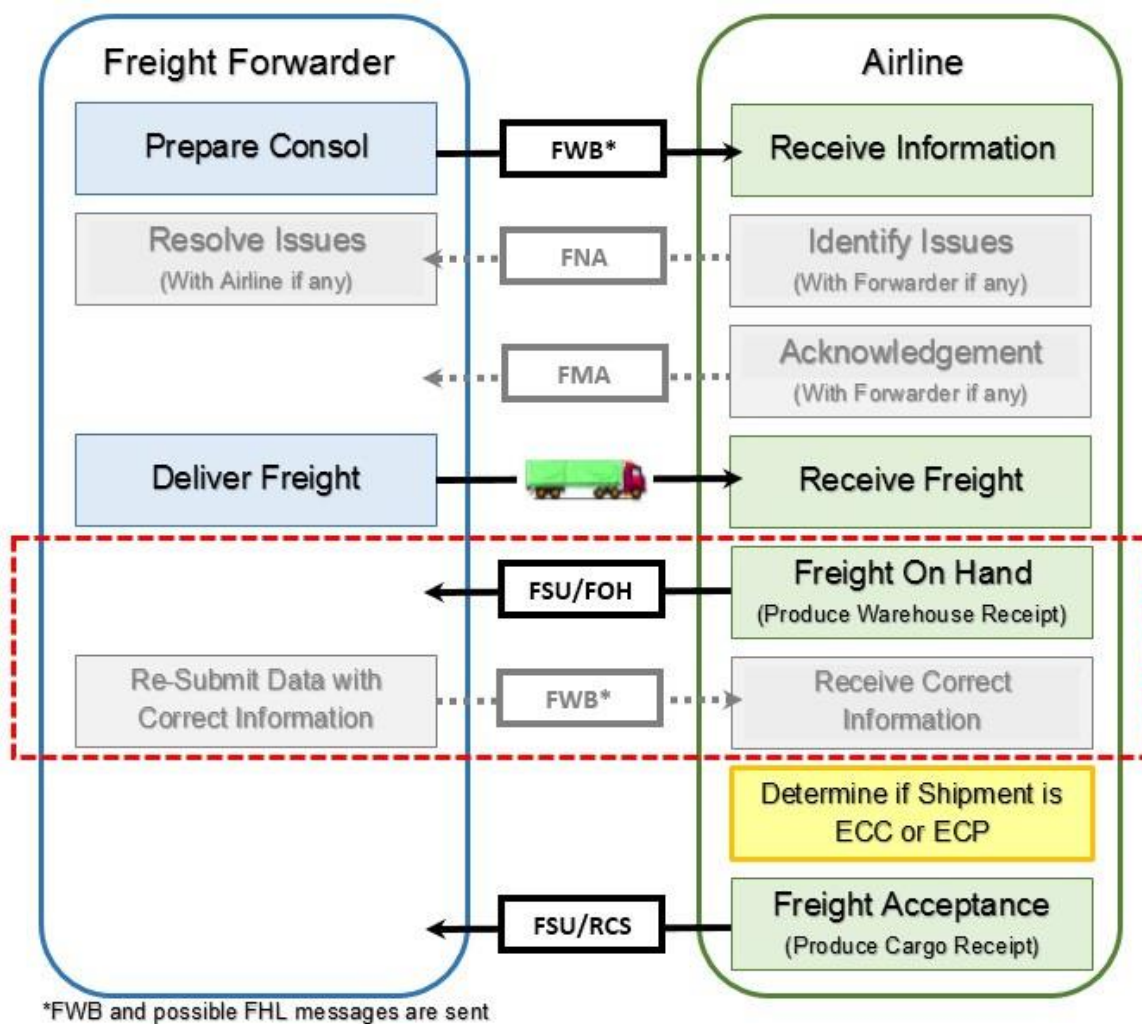 Freight Forwarder
Airline
Prepare Consol
FWB*
Receive Information
Resolve Issues
(With Airline if any)
FNA
Identify Issues
(With Forwarder if any)
FMA
Acknowledgement
(With Forwarder if any)
Deliver Freight
Receive Freight
FSU/FOH
Freight On Hand
(Produce Warehouse Receipt)
Re-Submit Data with
Correct Information
FWB*
Receive Correct
Information
Determine if Shipment is
ECC or ECP
FSU/RCS
Freight Acceptance
(Produce Cargo Receipt)
*FWB and possible FHL messages are sent